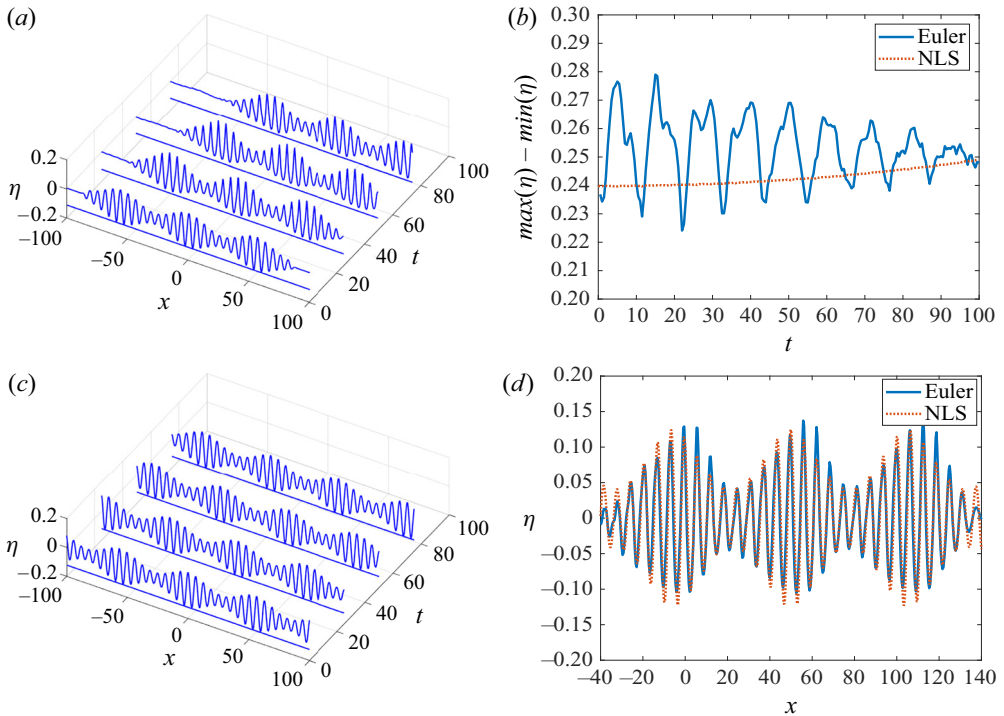 (a)
0.2
η 0
−0.2
−100
−50
0
x
50
100
0
20
40
t
60
80
100
(b)
0.30
0.29
0.28
0.27
0.26
0.25
0.24
0.23
0.22
0.21
0.20
max(η) − min(η)
Euler
NLS
0 10 20 30 40 50 60 70 80 90 100
t
(c)
0.2
η 0
−0.2
−100
−50
0
x
50
100
0
20
40
t
60
80
100
(d)
0.20
0.15
0.10
0.05
η 0
−0.05
−0.10
−0.15
−0.20
Euler
NLS
−40 −20 0 20 40 60 80 100 120 140
x